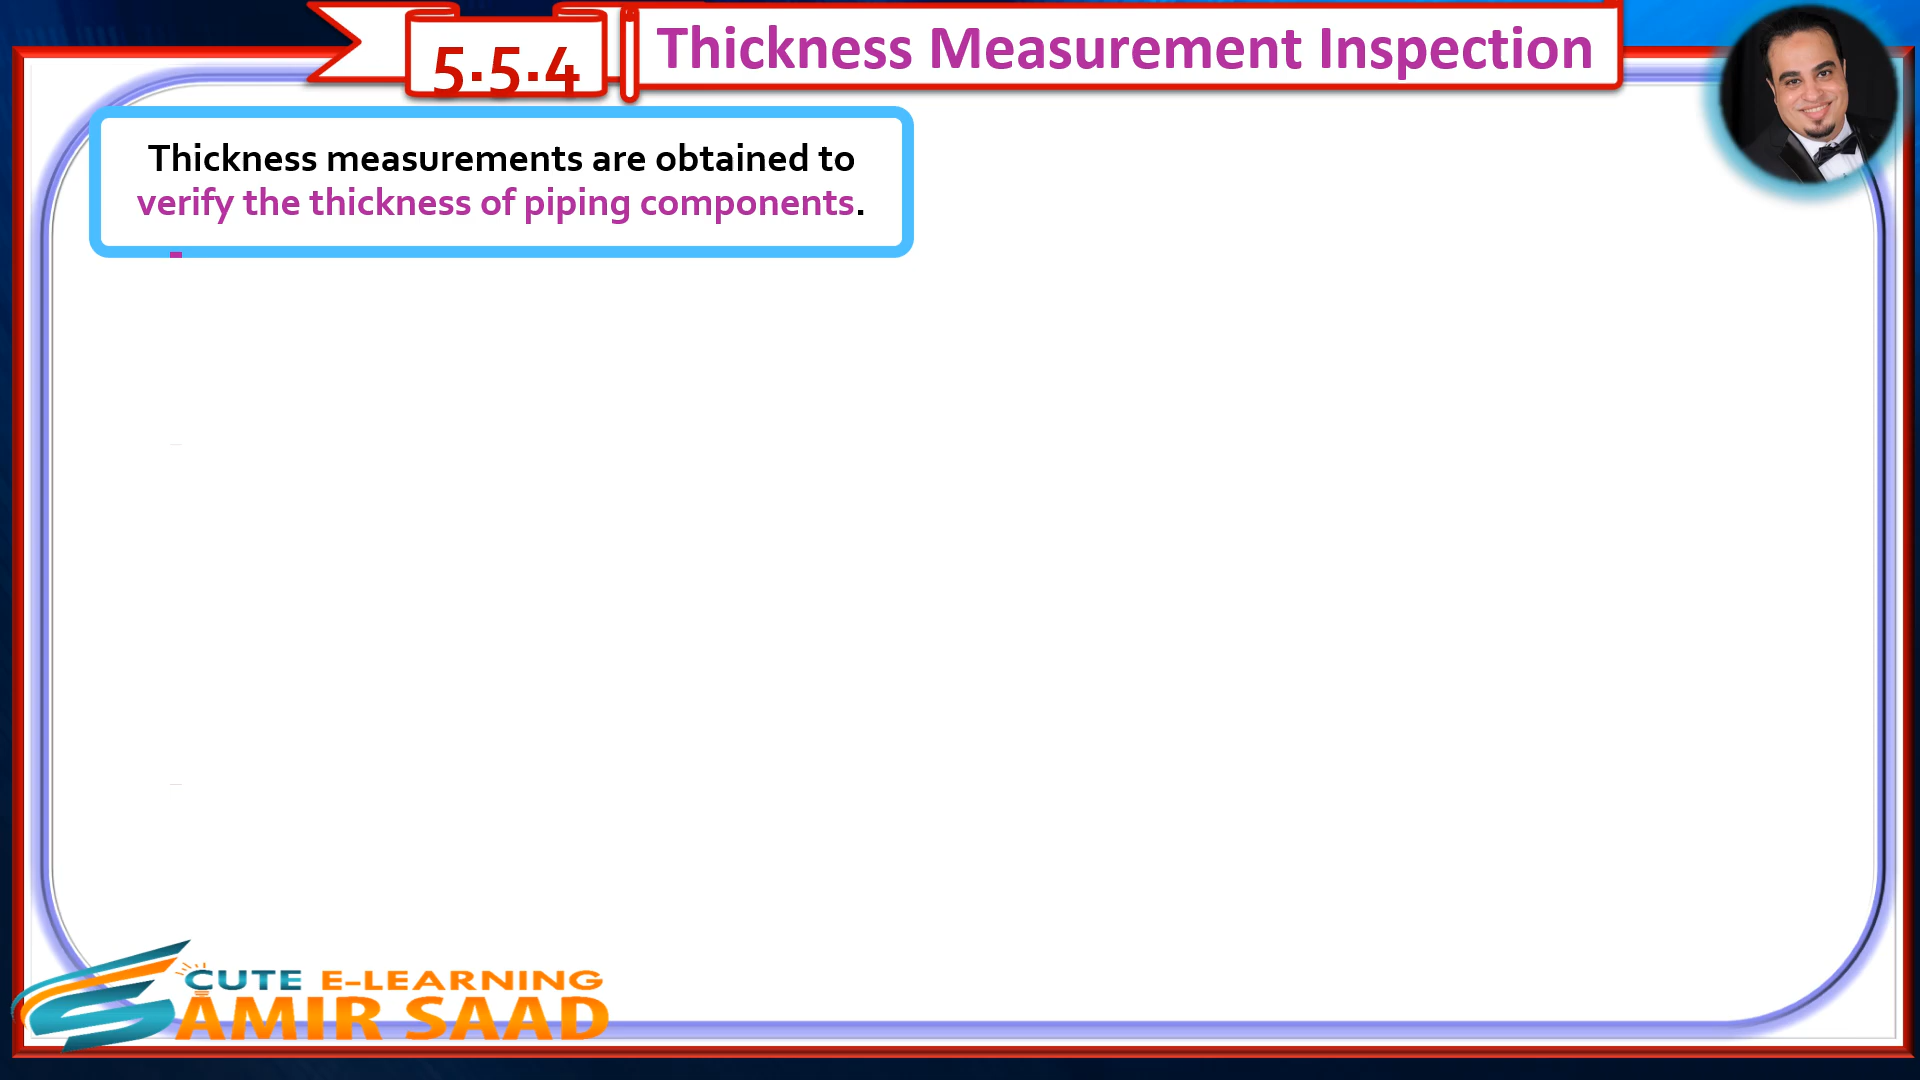 5.5.4
Thickness Measurement Inspection
Thickness measurements are obtained to
verify the thickness of piping components.
CUTE E-LEARNING
AMIR SAAD